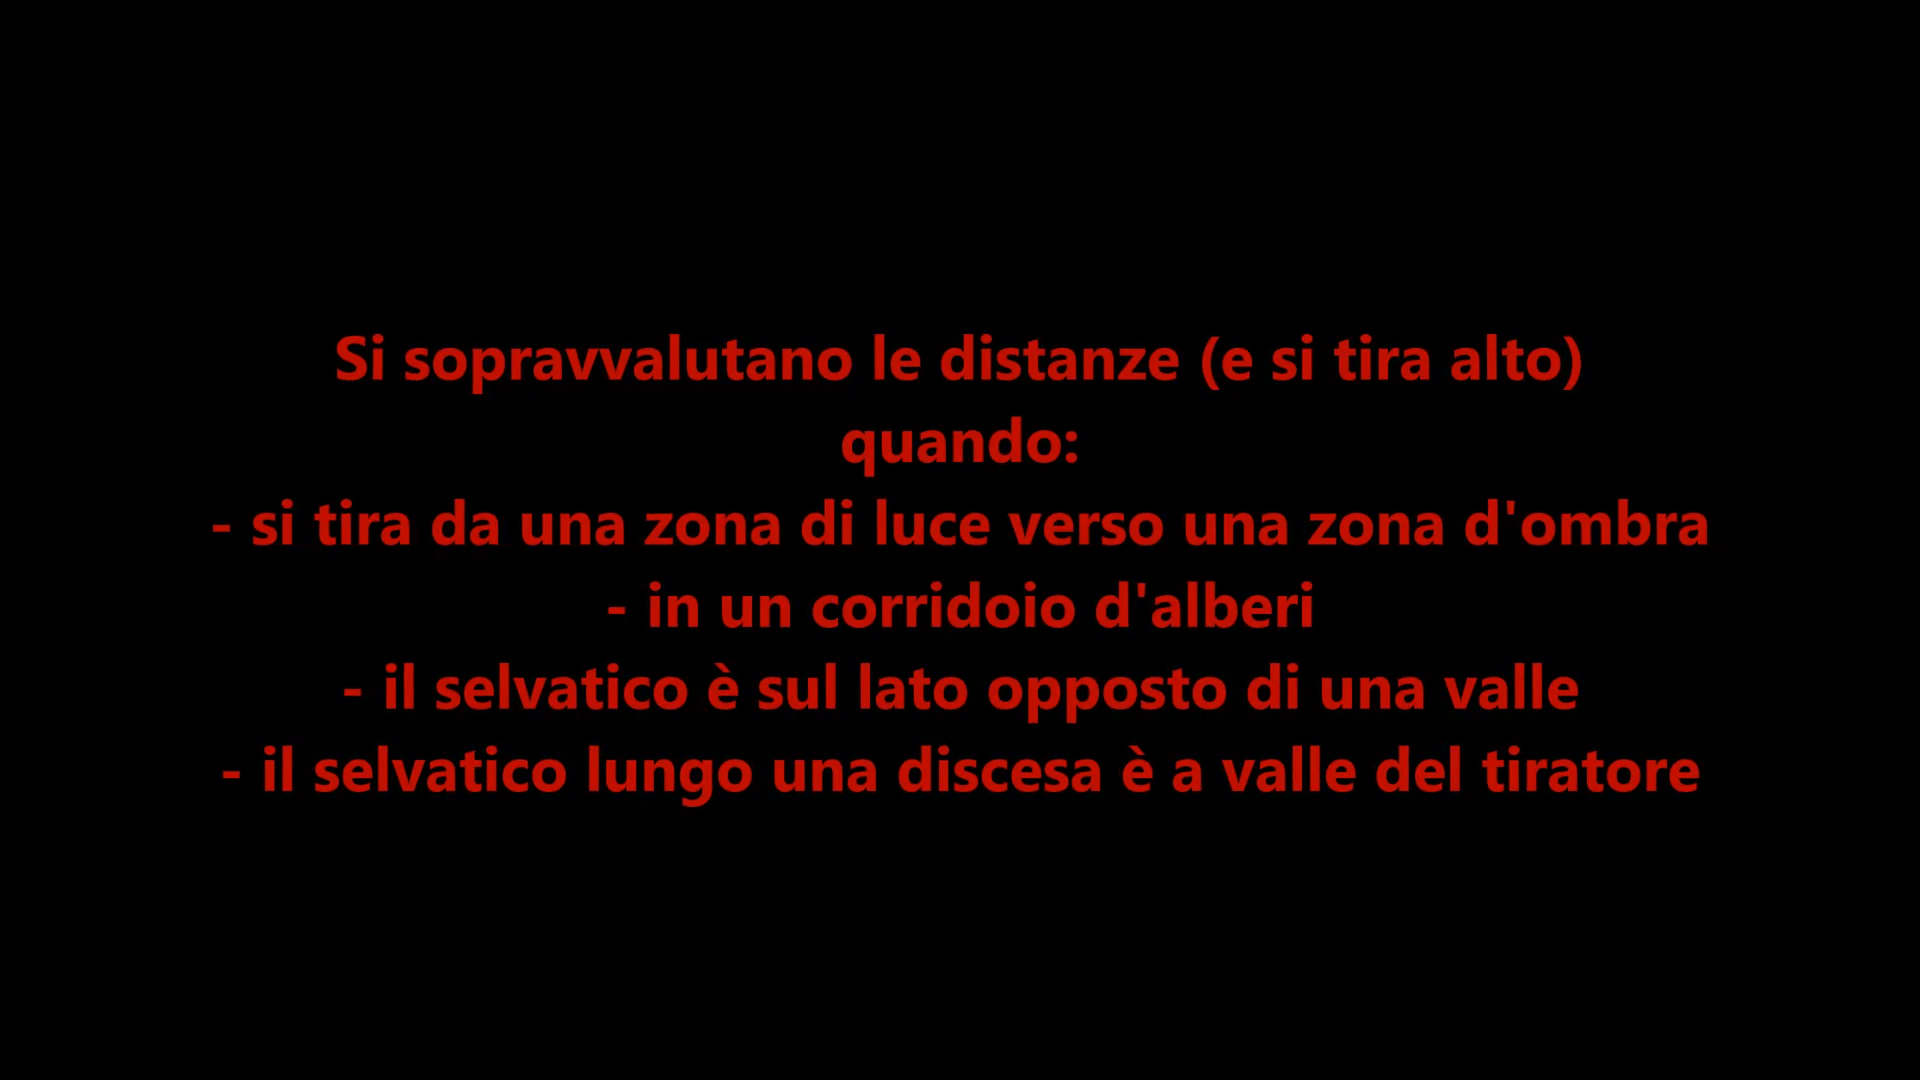 Si sopravvalutano le distanze (e si tira alto)
quando:
- si tira da una zona di luce verso una zona d'ombra
- in un corridoio d'alberi
- il selvatico è sul lato opposto di una valle
- il selvatico lungo una discesa è a valle del tiratore